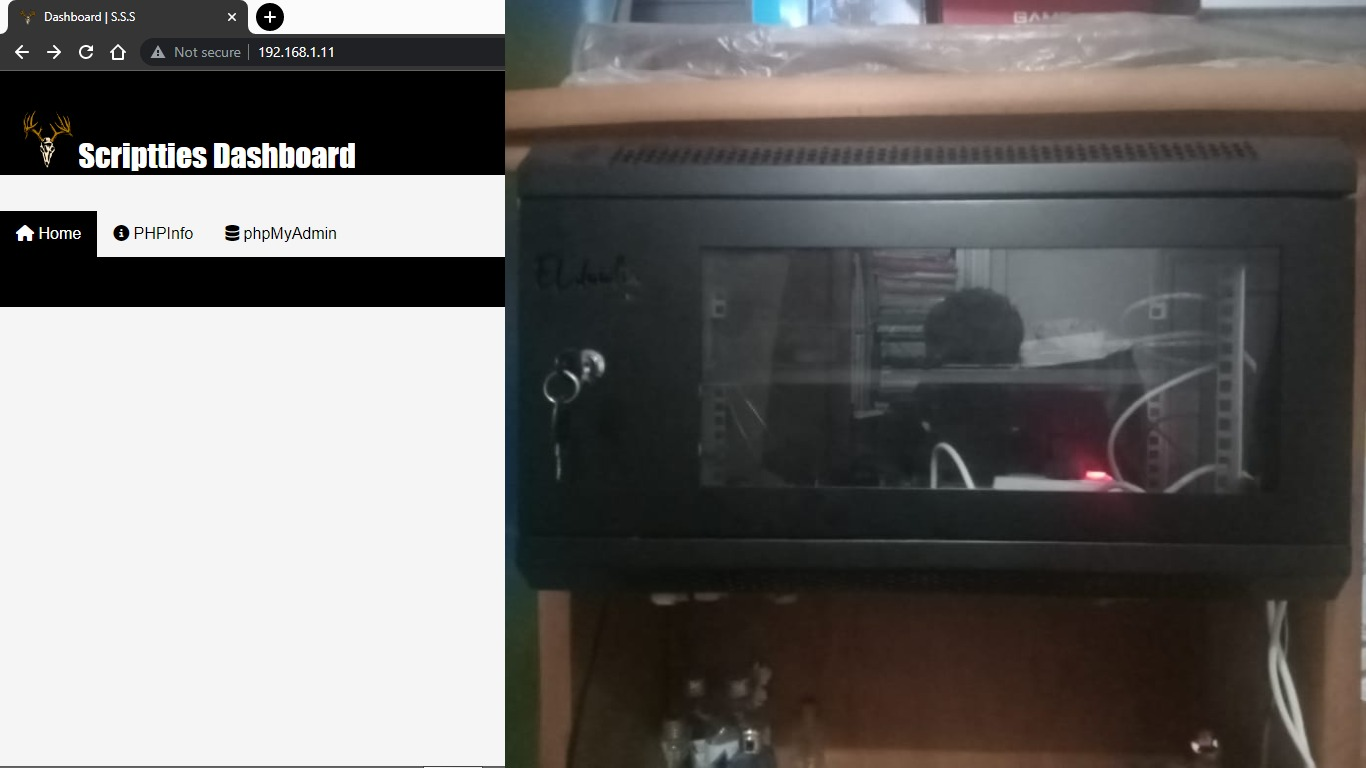 Dashboard | S.S.S
Not secure
192.168.1.11
Scriptties Dashboard
Home
PHPInfo
phpMyAdmin